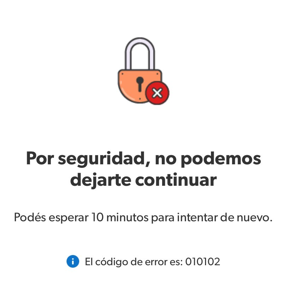 Por seguridad, no podemos
dejarte continuar
Podés esperar 10 minutos para intentar de nuevo.
El código de error es: 010102